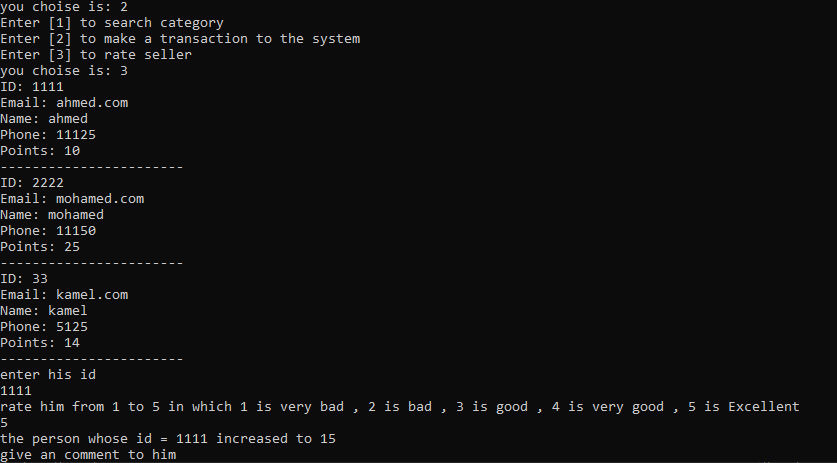 you choise is: 2
Enter [1] to search category
Enter [2] to make a transaction to the system
Enter [3] to rate seller
you choise is: 3
ID: 1111
Email: ahmed.com
Name: ahmed
Phone: 11125
Points: 10
-----------------------
ID: 2222
Email: mohamed.com
Name: mohamed
Phone: 11150
Points: 25
-----------------------
ID: 33
Email: kamel.com
Name: kamel
Phone: 5125
Points: 14
-----------------------
enter his id
1111
rate him from 1 to 5 in which 1 is very bad , 2 is bad , 3 is good , 4 is very good , 5 is Excellent
5
the person whose id = 1111 increased to 15
give an comment to him